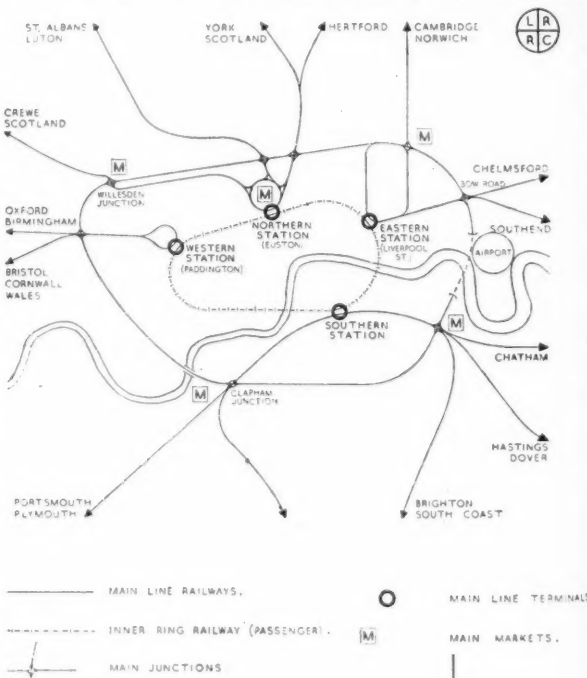 ST. ALBANS
LUTON
YORK
SCOTLAND
HERTFORD
CAMBRIDGE
NORWICH
L R
R C
CREWE
SCOTLAND
M
M
WILLESDEN
JUNCTION
M
CHELMSFORD
BOW ROAD
OXFORD
BIRMINGHAM
NORTHERN
STATION
(EUSTON)
EASTERN
STATION
(LIVERPOOL
ST.)
SOUTHEND
WESTERN
STATION
(PADDINGTON)
AIRPORT
BRISTOL
CORNWALL
WALES
SOUTHERN
STATION
M
CHATHAM
M
CLAPHAM
JUNCTION
HASTINGS
DOVER
PORTSMOUTH
PLYMOUTH
BRIGHTON
SOUTH COAST
MAIN LINE RAILWAYS.
MAIN LINE TERMINALS
INNER RING RAILWAY (PASSENGER).
M
MAIN MARKETS.
MAIN JUNCTIONS